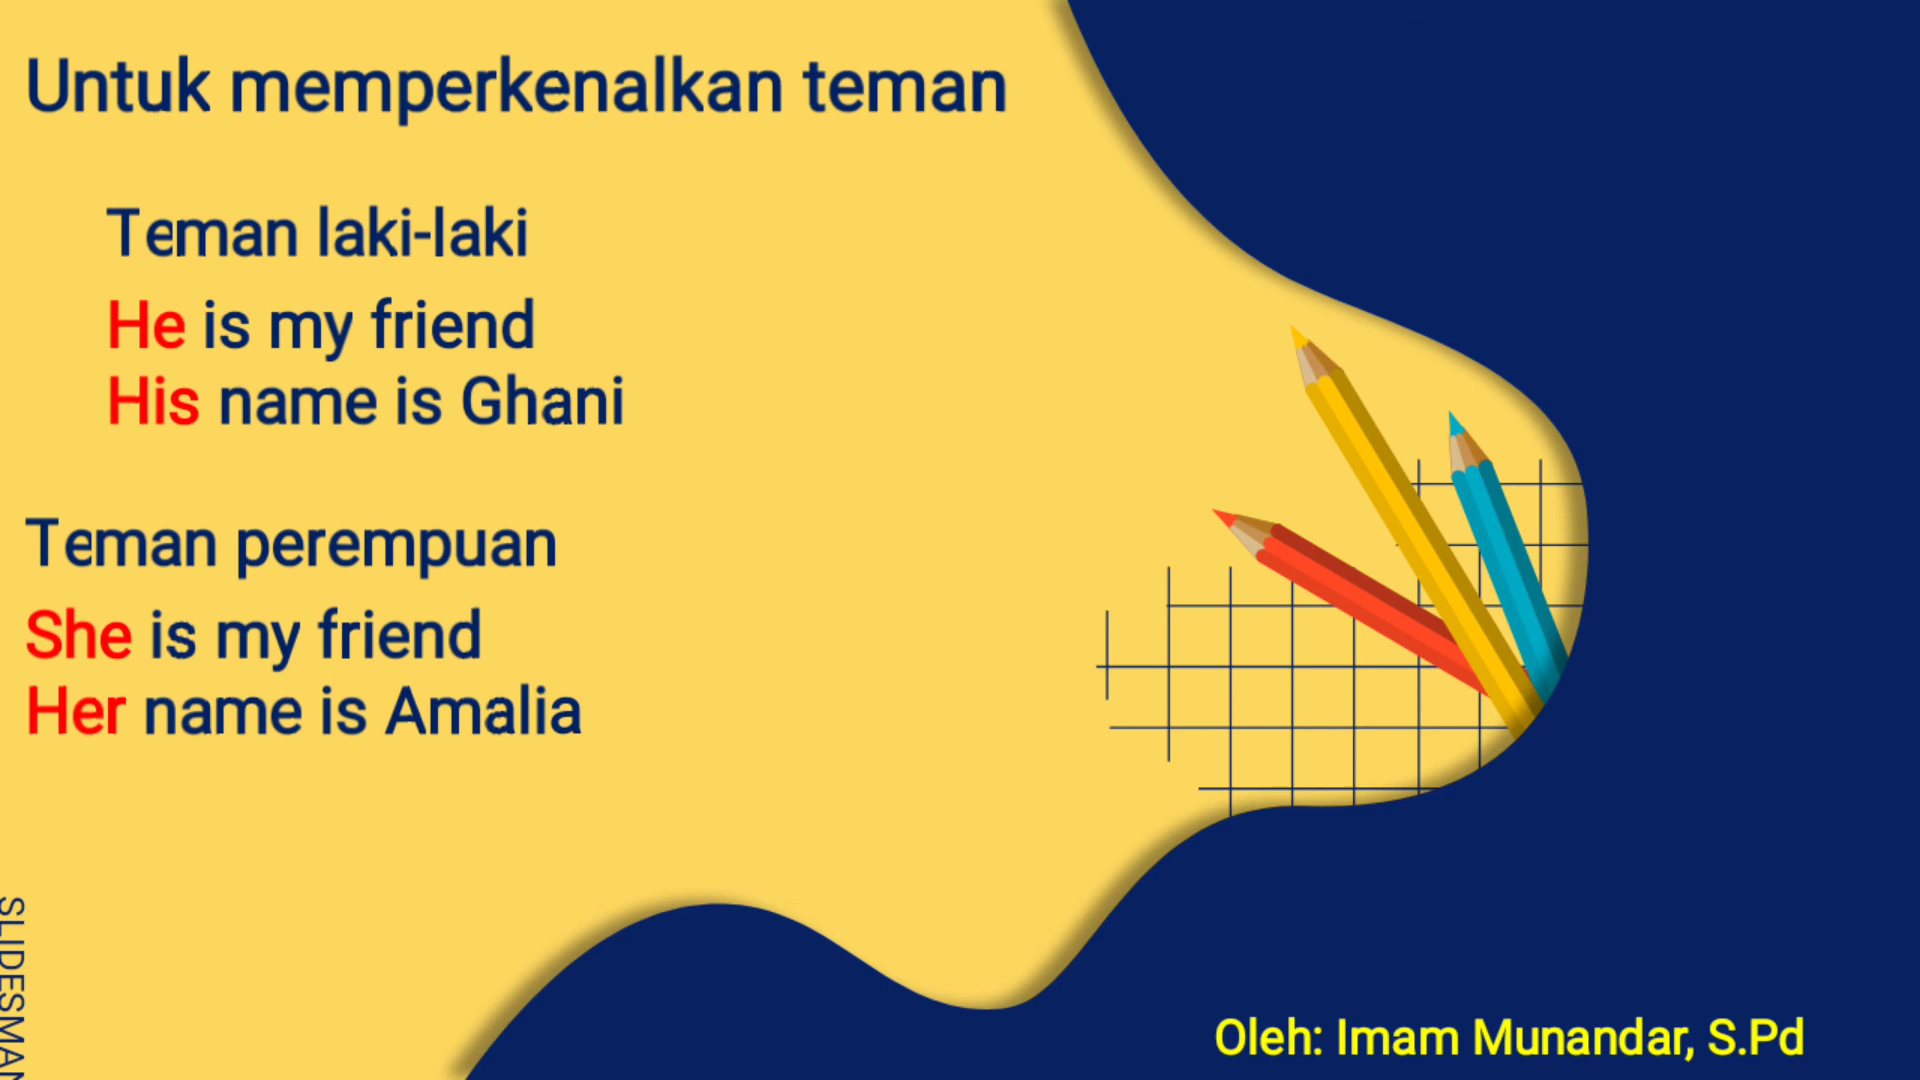 Untuk memperkenalkan teman
Teman laki-laki
He is my friend
His name is Ghani
Teman perempuan
She is my friend
Her name is Amalia
SLIDESMAN
Oleh: Imam Munandar, S.Pd